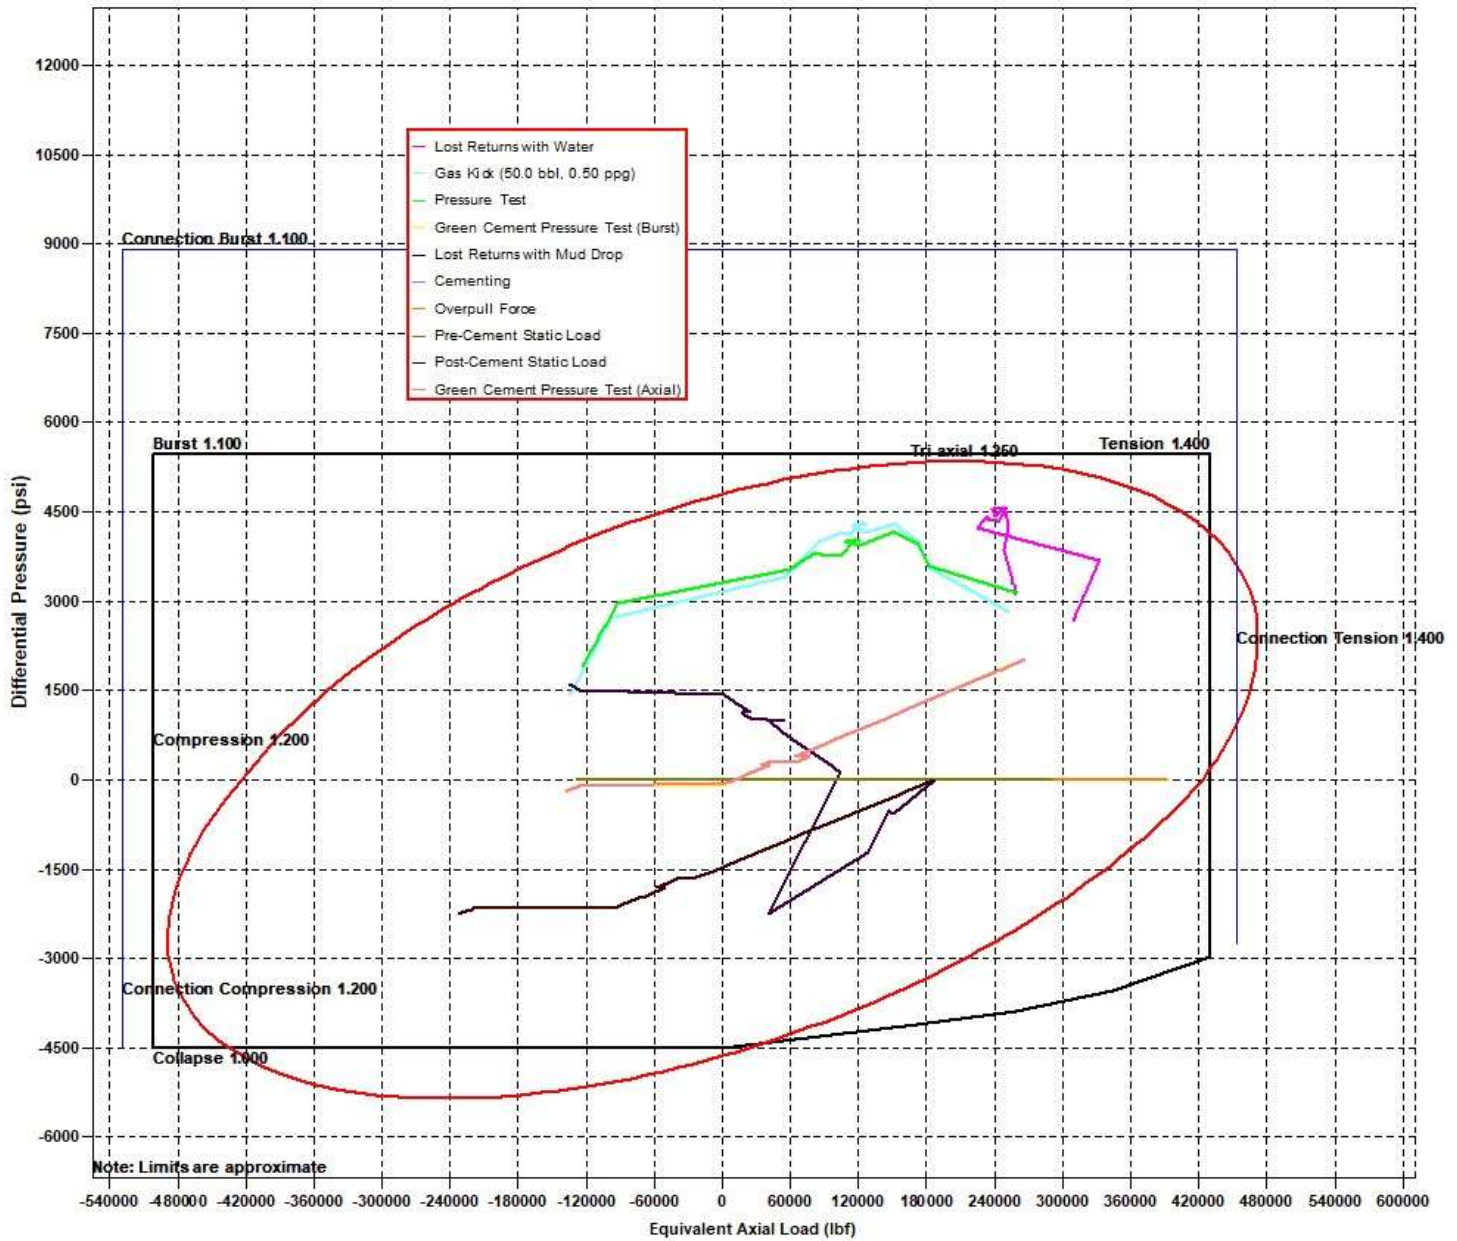 12000
10500
9000
7500
6000
4500
3000
1500
0
-1500
-3000
-4500
-6000
Differential Pressure (psi)
Lost Returns with Water
Gas Kick (50.0 bbl, 0.50 ppg)
Pressure Test
Green Cement Pressure Test (Burst)
Lost Returns with Mud Drop
Cementing
Overpull Force
Pre-Cement Static Load
Post-Cement Static Load
Green Cement Pressure Test (Axial)
Connection Burst 1.100
Burst 1.100
Tri-axial 1.250
Tension 1.400
Connection Tension 1.400
Compression 1.200
Connection Compression 1.200
Collapse 1.000
Note: Limits are approximate
-540000 -480000 -420000 -360000 -300000 -240000 -180000 -120000 -60000 0 60000 120000 180000 240000 300000 360000 420000 480000 540000 600000
Equivalent Axial Load (lbf)